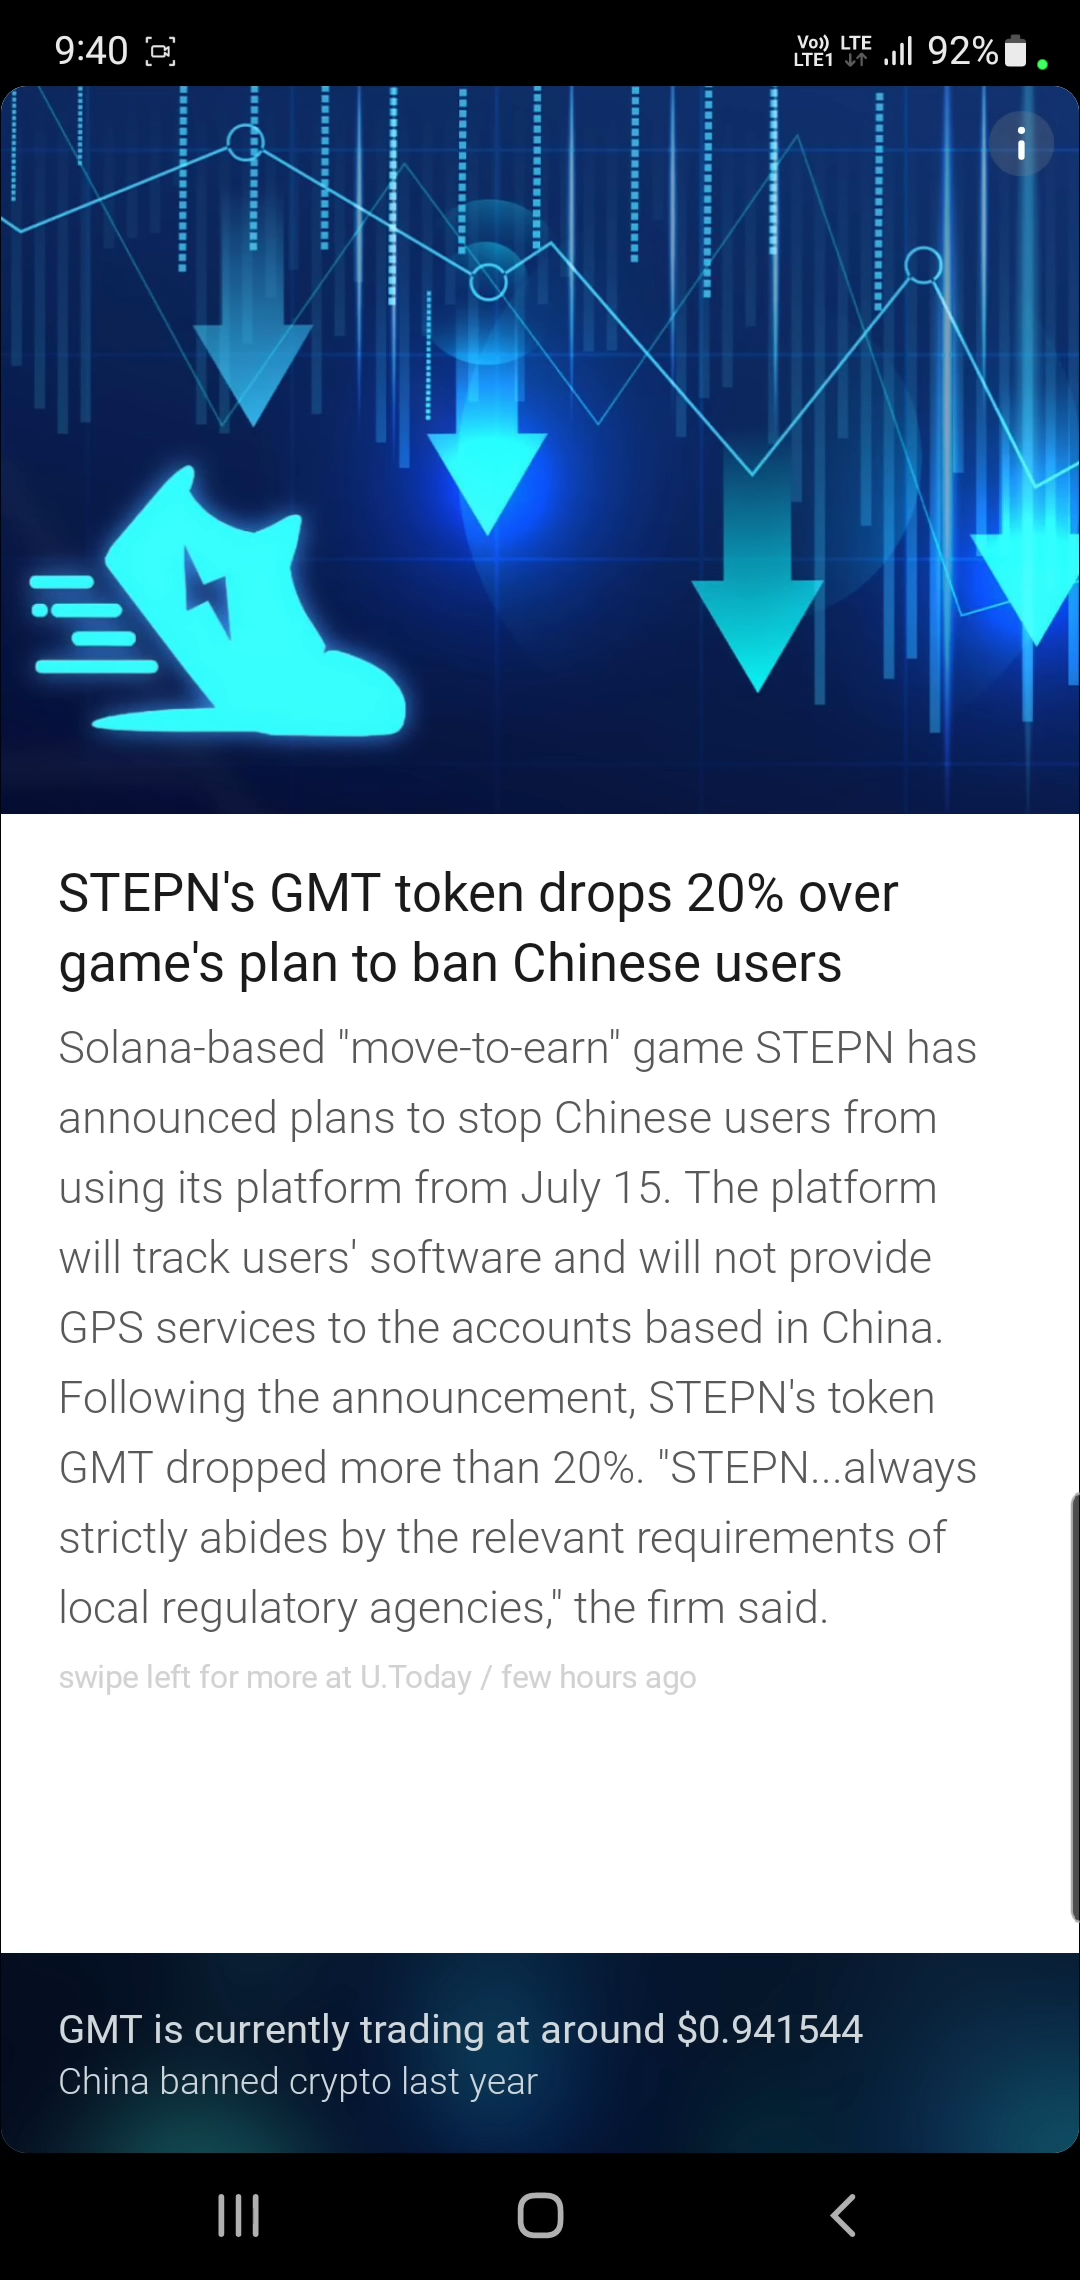 9:40
Vo)) LTE
LTE1
92%
STEPN's GMT token drops 20% over
game's plan to ban Chinese users
Solana-based "move-to-earn" game STEPN has
announced plans to stop Chinese users from
using its platform from July 15. The platform
will track users' software and will not provide
GPS services to the accounts based in China.
Following the announcement, STEPN's token
GMT dropped more than 20%. "STEPN...always
strictly abides by the relevant requirements of
local regulatory agencies," the firm said.
swipe left for more at U.Today / few hours ago
GMT is currently trading at around $0.941544
China banned crypto last year